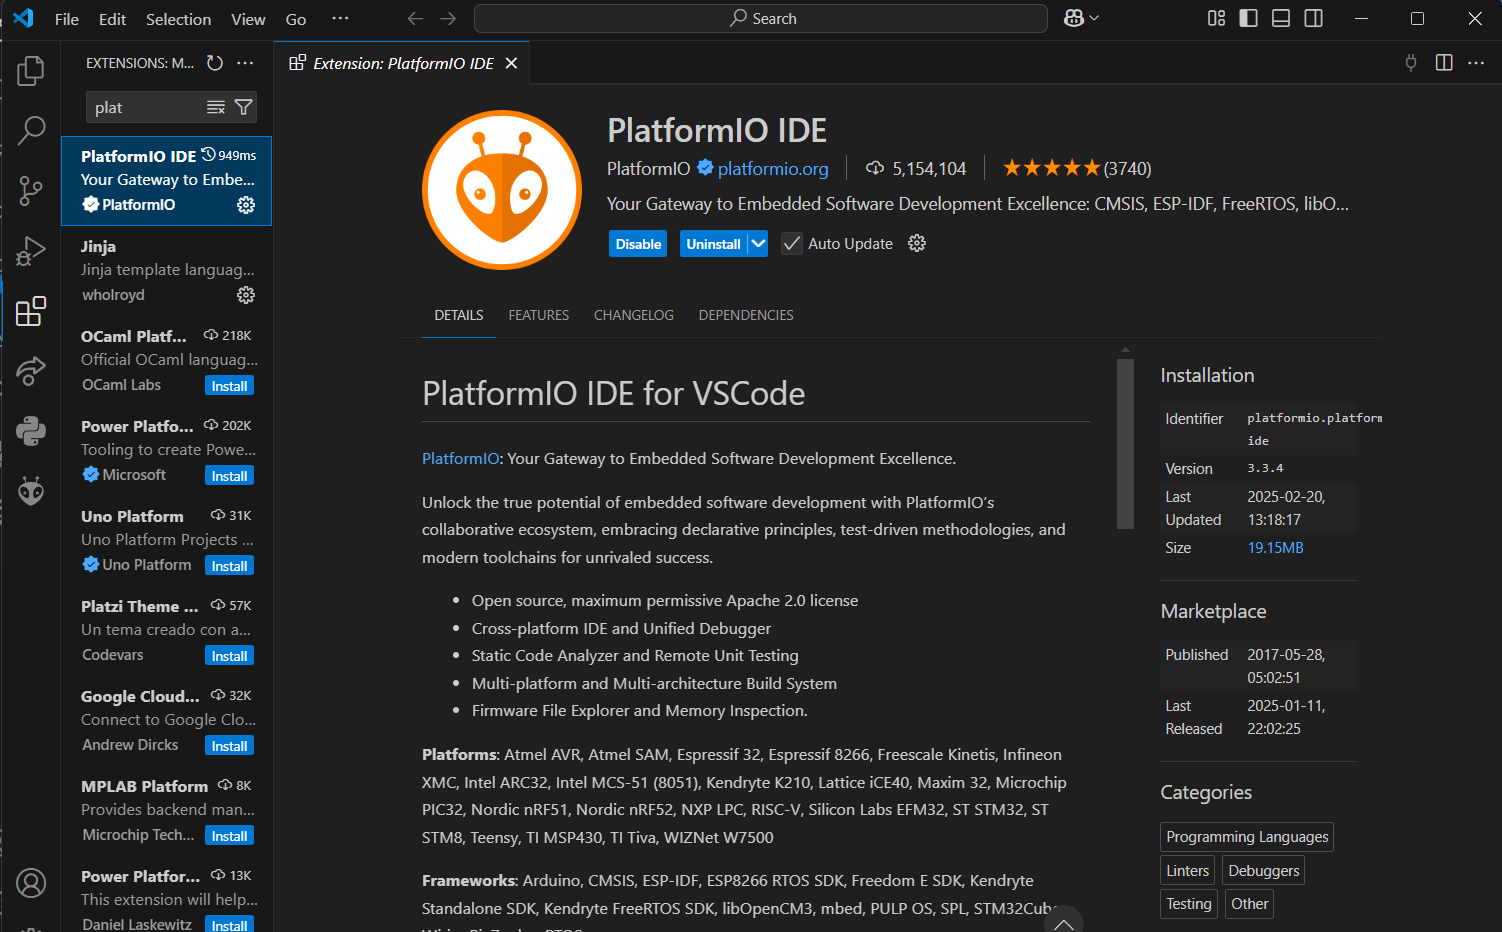 File Edit Selection View Go ···
Search
EXTENSIONS: M...
Extension: PlatformIO IDE
plat
PlatformIO IDE 949ms
Your Gateway to Embe...
PlatformIO
Jinja
Jinja template languag...
wholroyd
OCaml Platf... 218K
Official OCaml languag...
OCaml Labs Install
Power Platfo... 202K
Tooling to create Powe...
Microsoft Install
Uno Platform 31K
Uno Platform Projects ...
Uno Platform Install
Platzi Theme ... 57K
Un tema creado con a...
Codevars Install
Google Cloud... 32K
Connect to Google Clo...
Andrew Dircks Install
MPLAB Platform 8K
Provides backend man...
Microchip Tech... Install
Power Platfor... 13K
This extension will help...
Daniel Laskewitz Install
PlatformIO IDE
PlatformIO platformio.org 5,154,104 (3740)
Your Gateway to Embedded Software Development Excellence: CMSIS, ESP-IDF, FreeRTOS, libO...
Disable Uninstall Auto Update
DETAILS FEATURES CHANGELOG DEPENDENCIES
PlatformIO IDE for VSCode
PlatformIO: Your Gateway to Embedded Software Development Excellence.
Unlock the true potential of embedded software development with PlatformIO's
collaborative ecosystem, embracing declarative principles, test-driven methodologies, and
modern toolchains for unrivaled success.
• Open source, maximum permissive Apache 2.0 license
• Cross-platform IDE and Unified Debugger
• Static Code Analyzer and Remote Unit Testing
• Multi-platform and Multi-architecture Build System
• Firmware File Explorer and Memory Inspection.
Platforms: Atmel AVR, Atmel SAM, Espressif 32, Espressif 8266, Freescale Kinetis, Infineon
XMC, Intel ARC32, Intel MCS-51 (8051), Kendryte K210, Lattice iCE40, Maxim 32, Microchip
PIC32, Nordic nRF51, Nordic nRF52, NXP LPC, RISC-V, Silicon Labs EFM32, ST STM32, ST
STM8, Teensy, TI MSP430, TI Tiva, WIZNet W7500
Frameworks: Arduino, CMSIS, ESP-IDF, ESP8266 RTOS SDK, Freedom E SDK, Kendryte
Standalone SDK, Kendryte FreeRTOS SDK, libOpenCM3, mbed, PULP OS, SPL, STM32Cube
Installation
Identifier platformio.platform
ide
Version 3.3.4
Last 2025-02-20,
Updated 13:18:17
Size 19.15MB
Marketplace
Published 2017-05-28,
05:02:51
Last 2025-01-11,
Released 22:02:25
Categories
Programming Languages
Linters Debuggers
Testing Other